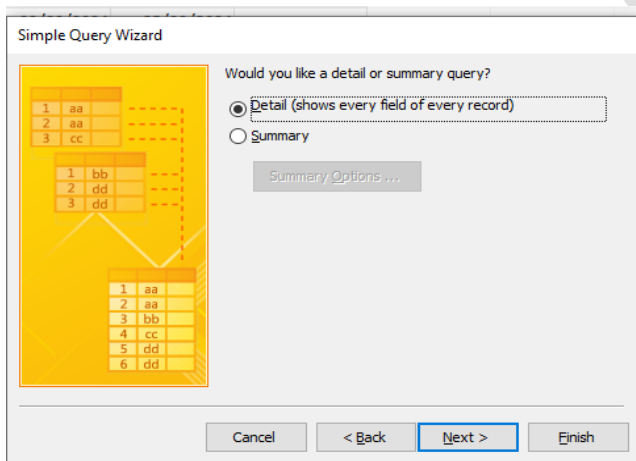 Simple Query Wizard
Would you like a detail or summary query?
Detail (shows every field of every record)
Summary
Summary Options ...
1 aa
2 aa
3 cc
1 bb
2 dd
3 dd
1 aa
2 aa
3 bb
4 cc
5 dd
6 dd
Cancel
< Back
Next >
Finish